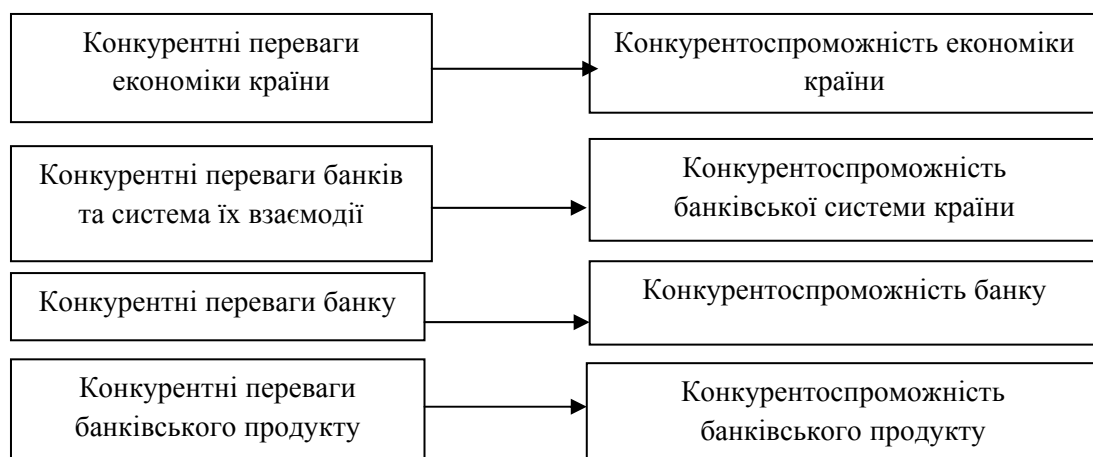 Конкурентні переваги
економіки країни
Конкурентоспроможність економіки
країни
Конкурентні переваги банків
та система їх взаємодії
Конкурентоспроможність
банківської системи країни
Конкурентні переваги банку
Конкурентоспроможність банку
Конкурентні переваги
банківського продукту
Конкурентоспроможність
банківського продукту